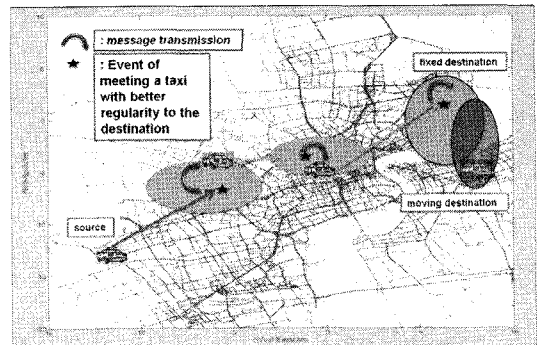 : message transmission
: Event of
meeting a taxi
with better
regularity to the
destination
fixed destination
moving destination
source